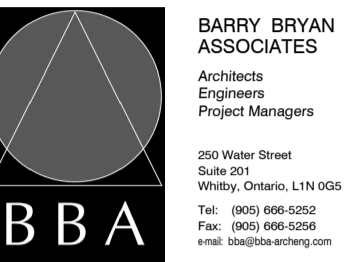 BARRY BRYAN
ASSOCIATES
Architects
Engineers
Project Managers
250 Water Street
Suite 201
Whitby, Ontario, L1N 0G5
Tel: (905) 666-5252
Fax: (905) 666-5256
e-mail: bba@bba-archeng.com
BBA